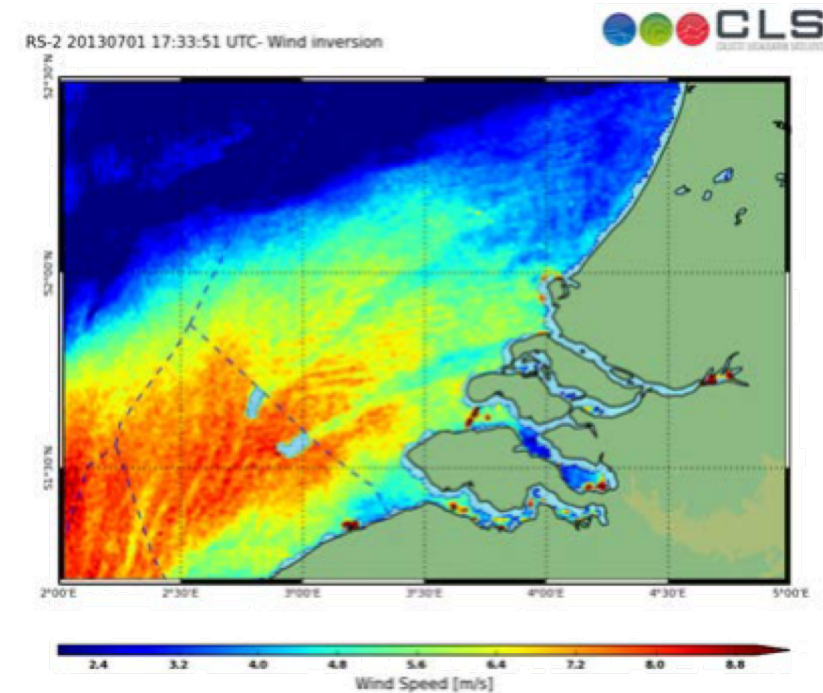 CLS
RS-2 20130701 17:33:51 UTC- Wind inversion
52°30'N
52°00'N
51°30'N
2°00'E 2°30'E 3°00'E 3°30'E 4°00'E 4°30'E 5°00'E
2.4 3.2 4.0 4.8 5.6 6.4 7.2 8.0 8.8
Wind Speed [m/s]